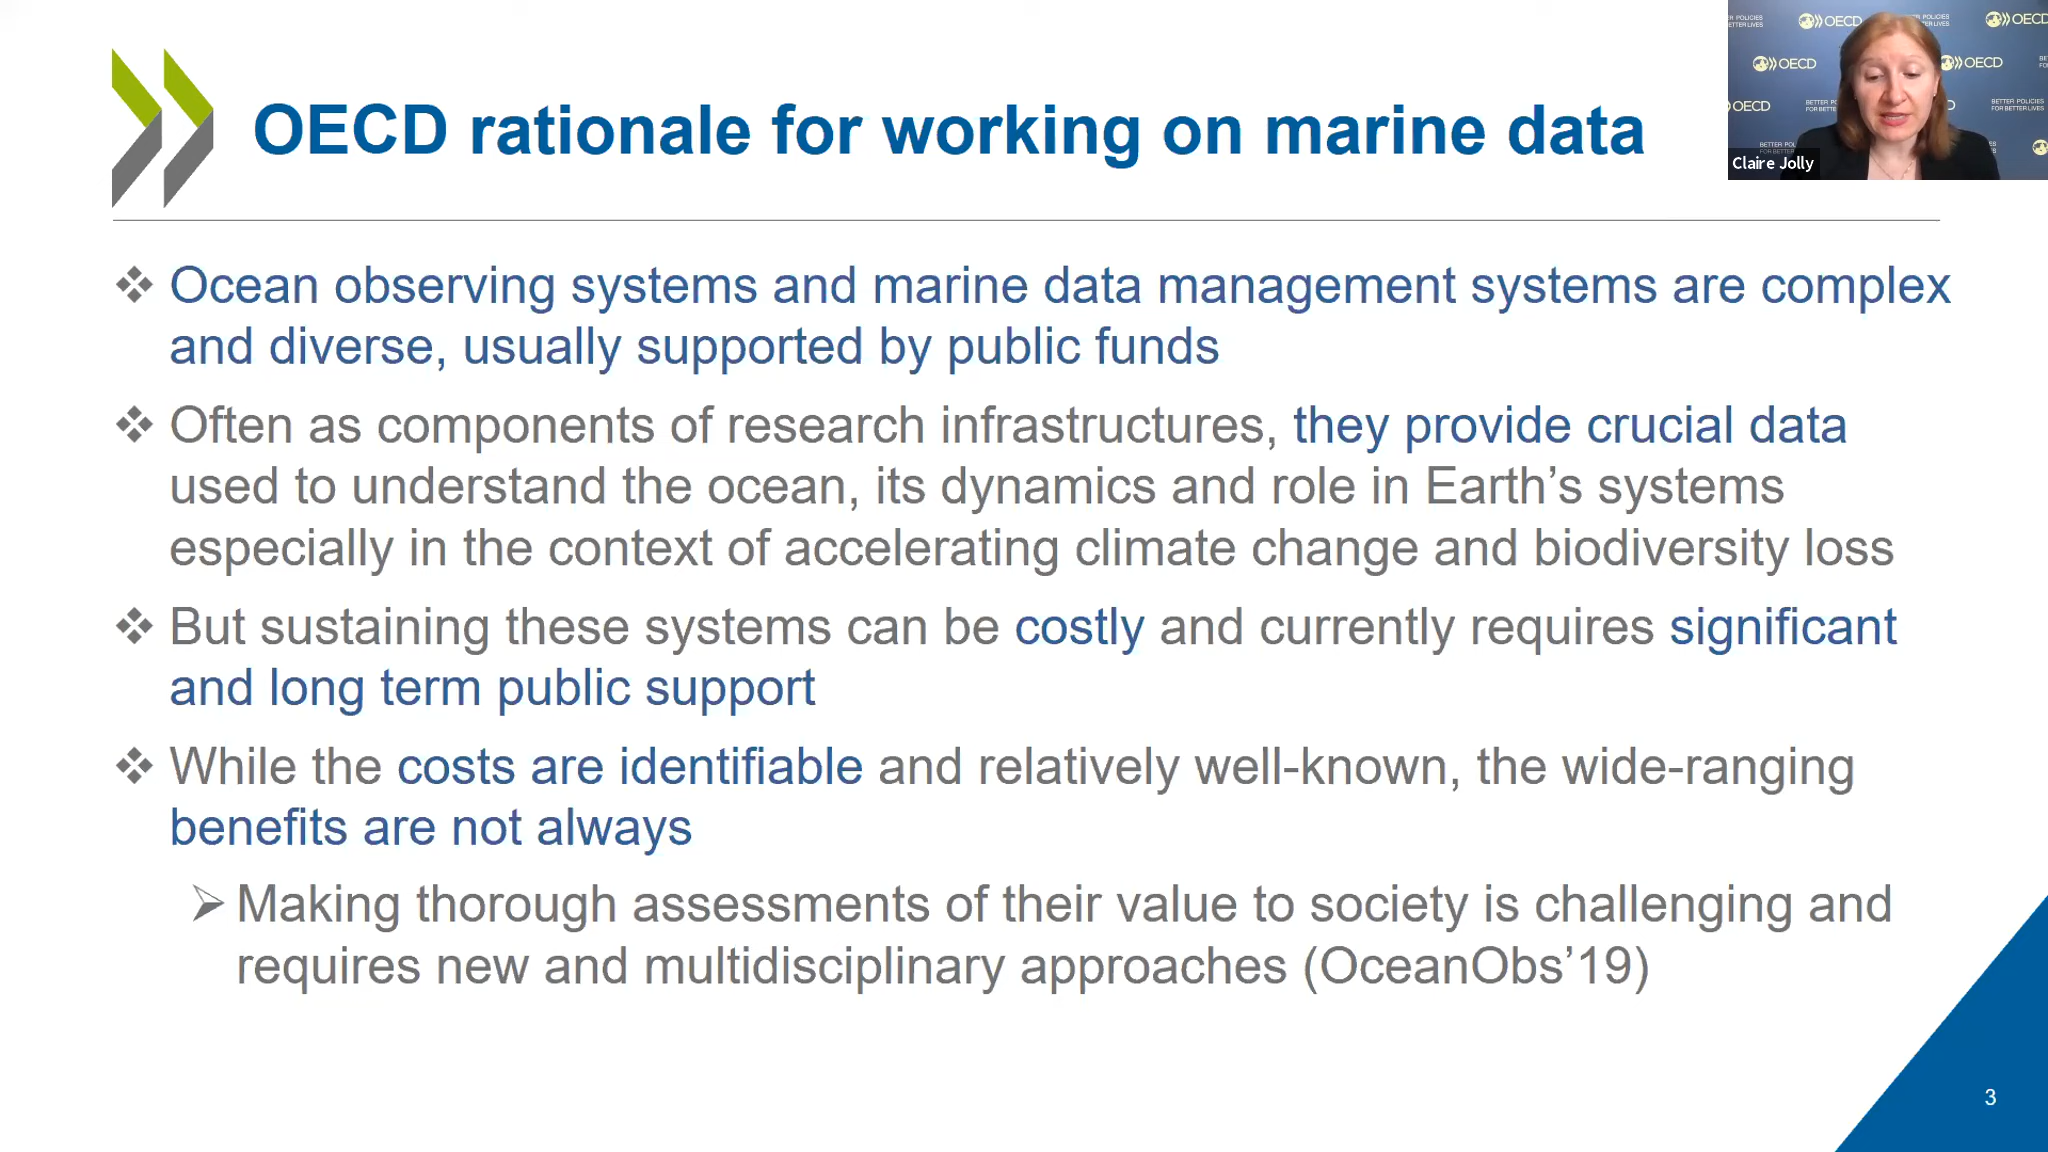 OECD rationale for working on marine data
Ocean observing systems and marine data management systems are complex
and diverse, usually supported by public funds
Often as components of research infrastructures, they provide crucial data
used to understand the ocean, its dynamics and role in Earth’s systems
especially in the context of accelerating climate change and biodiversity loss
But sustaining these systems can be costly and currently requires significant
and long term public support
While the costs are identifiable and relatively well-known, the wide-ranging
benefits are not always
Making thorough assessments of their value to society is challenging and
requires new and multidisciplinary approaches (OceanObs’19)
3
OECD
OECD
OECD
OECD
OECD
BETTER POLICIES
FOR BETTER LIVES
Claire Jolly